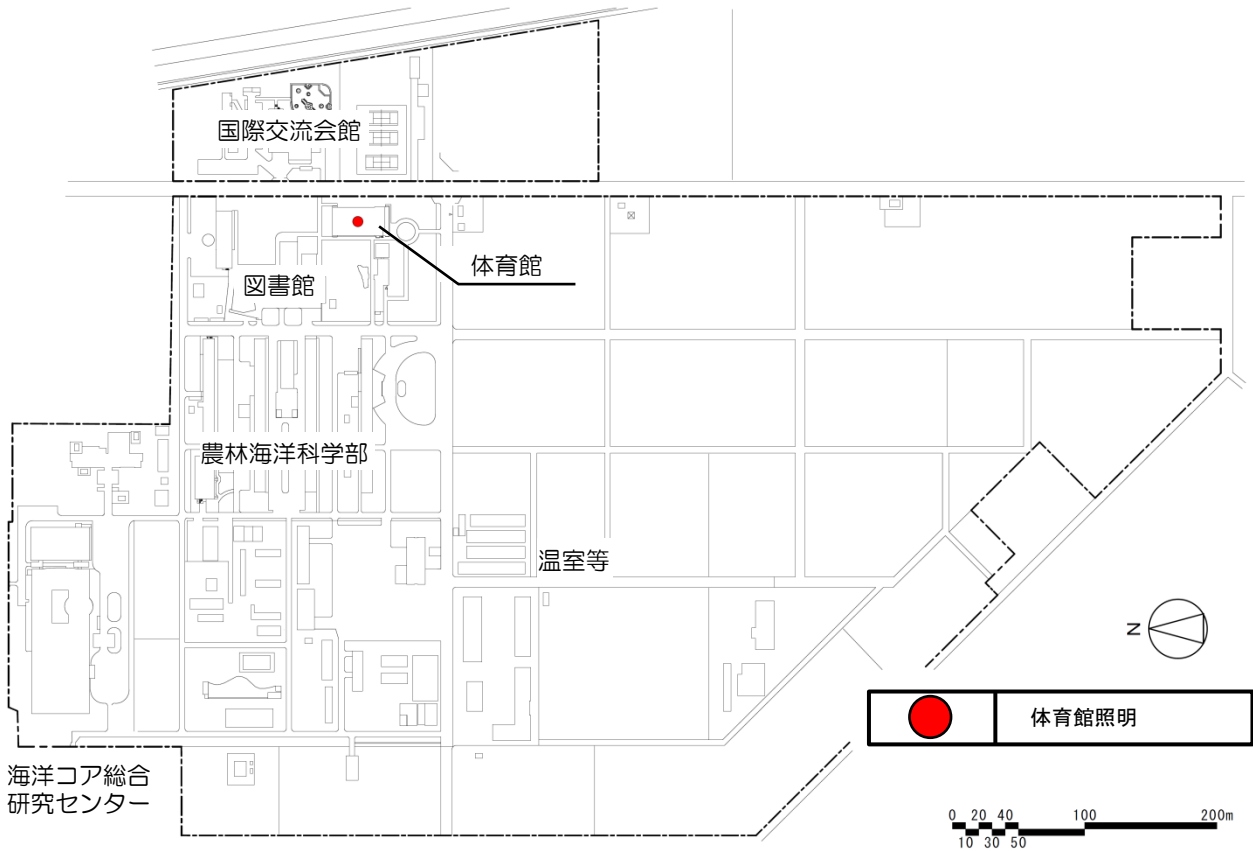 国際交流会館
体育館
図書館
農林海洋科学部
温室等
N
体育館照明
海洋コア総合
研究センター
0 20 40 100 200m
10 30 50